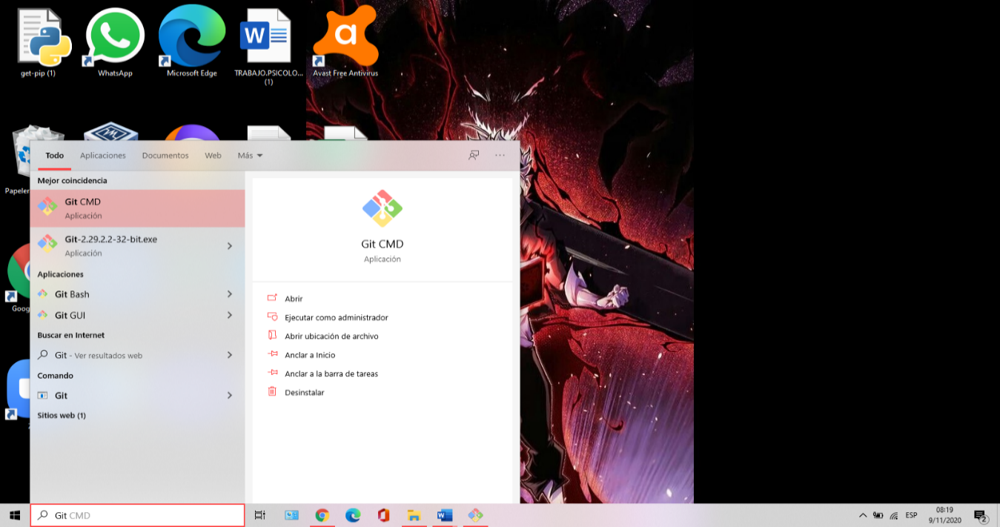 get-pip (1)
WhatsApp
Microsoft Edge
TRABAJO.PSICOLO...
(1)
Avast Free Antivirus
Todo
Aplicaciones
Documentos
Web
Más
Papeler
Goog
Mejor coincidencia
Git CMD
Aplicación
Git-2.29.2.2-32-bit.exe
Aplicación
Aplicaciones
Git Bash
Git GUI
Buscar en Internet
Git - Ver resultados web
Comando
Git
Sitios web (1)
Git CMD
Aplicación
Abrir
Ejecutar como administrador
Abrir ubicación de archivo
Anclar a Inicio
Anclar a la barra de tareas
Desinstalar
Git CMD
ESP
08:19
9/11/2020
2